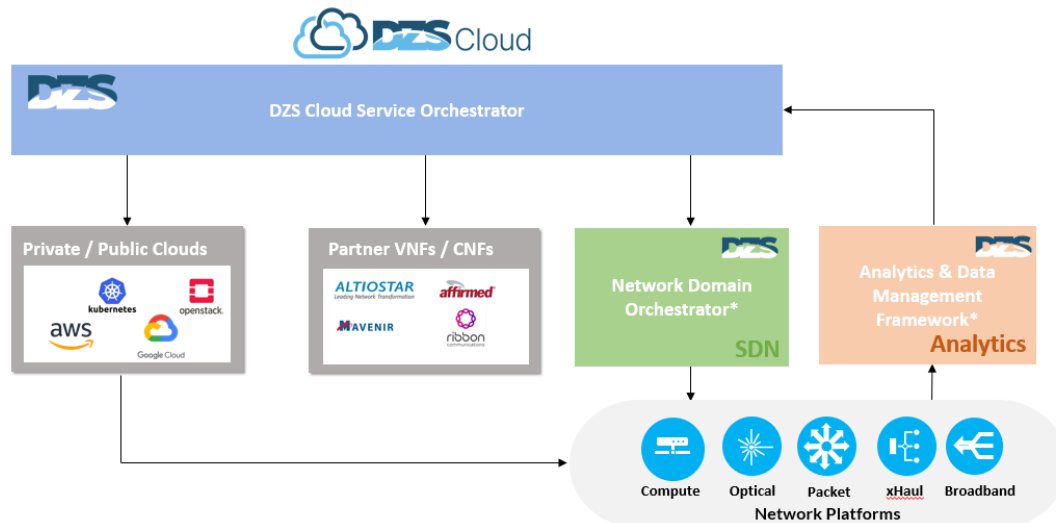 DZS Cloud
DZS
DZS Cloud Service Orchestrator
Private / Public Clouds
kubernetes
openstack.
aws
Google Cloud
Partner VNFs / CNFs
ALTIOSTAR
Leading Network Transformation
affirmed
MAVENIR
ribbon
communications
DZS
Network Domain
Orchestrator*
SDN
DZS
Analytics & Data
Management
Framework*
Analytics
Compute
Optical
Packet
xHaul
Broadband
Network Platforms